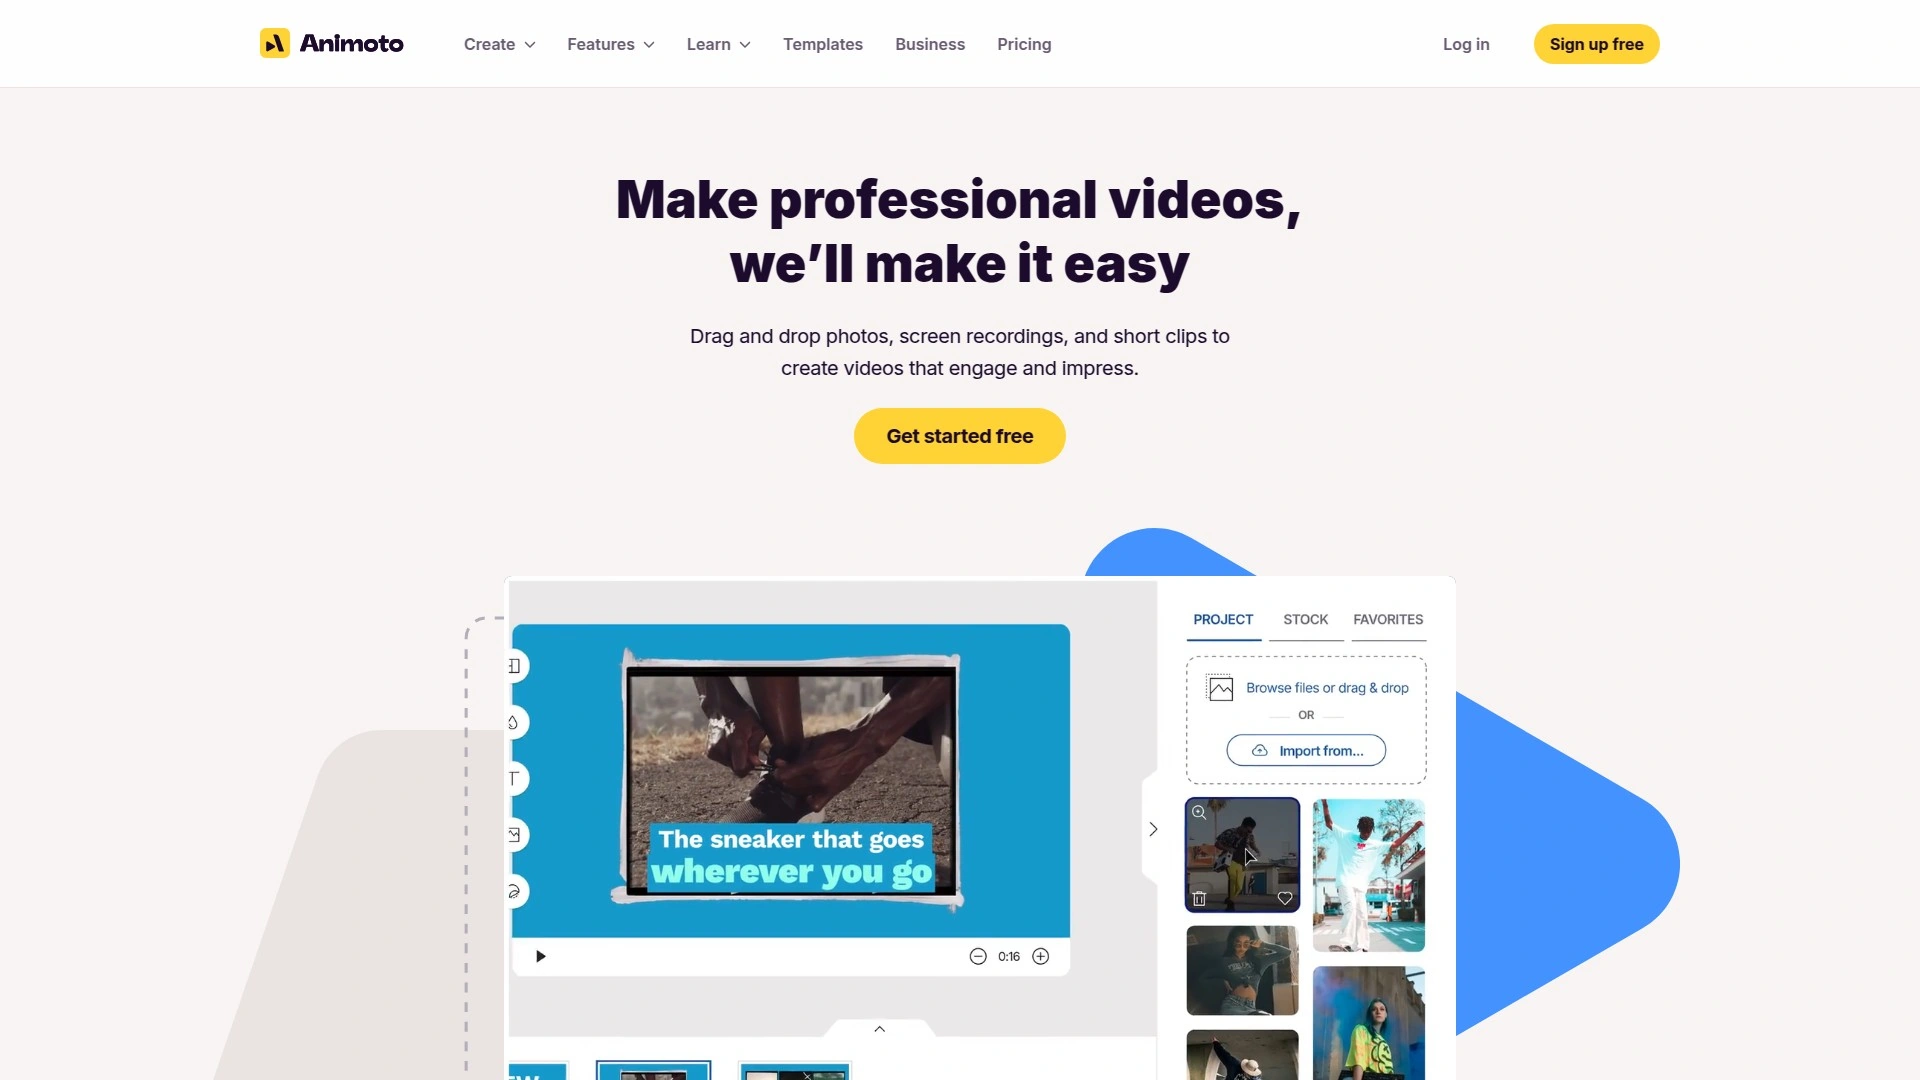 Animoto
Create
Features
Learn
Templates
Business
Pricing
Log in
Sign up free
Make professional videos,
we’ll make it easy
Drag and drop photos, screen recordings, and short clips to
create videos that engage and impress.
Get started free
PROJECT
STOCK
FAVORITES
Browse files or drag & drop
OR
Import from...
T
The sneaker that goes
wherever you go
0:16